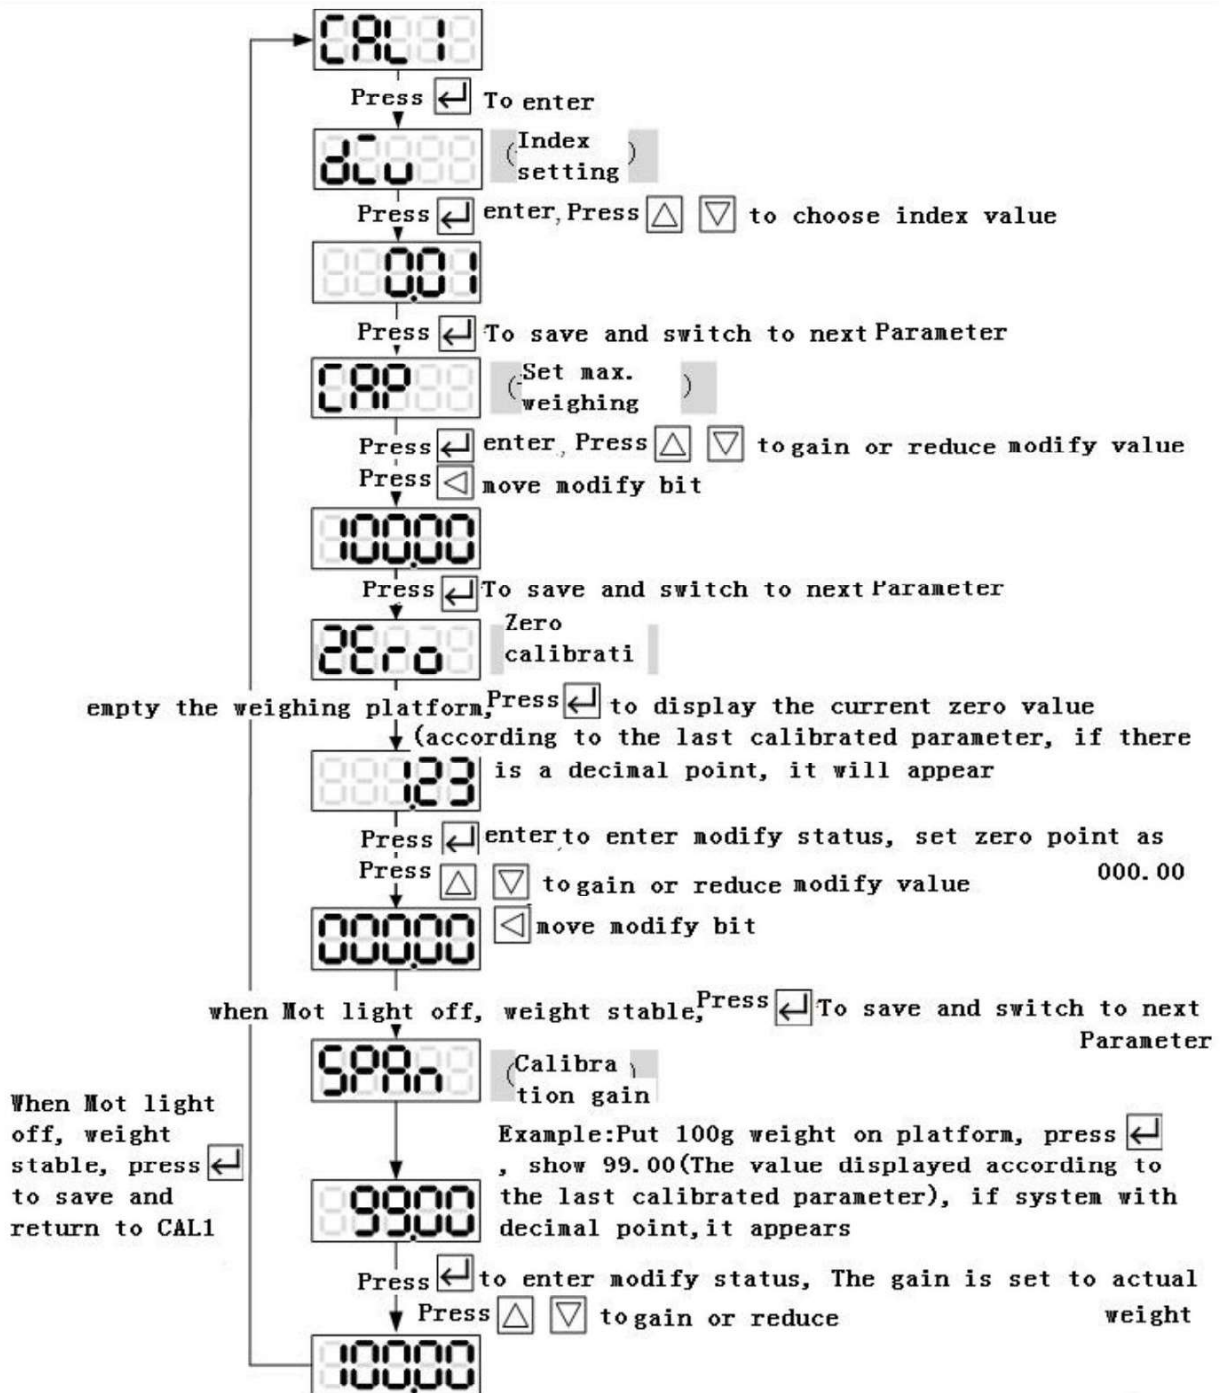 CAL 1
Press ↵ To enter
div (Index
setting)
Press ↵ enter, Press △ ▽ to choose index value
0.01
Press ↵ To save and switch to next Parameter
CAP (Set max.
weighing)
Press ↵ enter, Press △ ▽ to gain or reduce modify value
Press ◁ move modify bit
100.00
Press ↵ To save and switch to next Parameter
2Ero Zero
calibrati
empty the weighing platform, Press ↵ to display the current zero value
(according to the last calibrated parameter, if there
1.23 is a decimal point, it will appear
Press ↵ enter to enter modify status, set zero point as
000.00
Press △ ▽ to gain or reduce modify value
000.00 ◁ move modify bit
when Mot light off, weight stable, Press ↵ To save and switch to next
Parameter
SPAn (Calibra )
tion gain
When Mot light
off, weight
stable, press ↵
to save and
return to CAL1
Example:Put 100g weight on platform, press ↵
, show 99.00(The value displayed according to
99.00 the last calibrated parameter), if system with
decimal point, it appears
Press ↵ to enter modify status, The gain is set to actual
weight
Press △ ▽ to gain or reduce
100.00